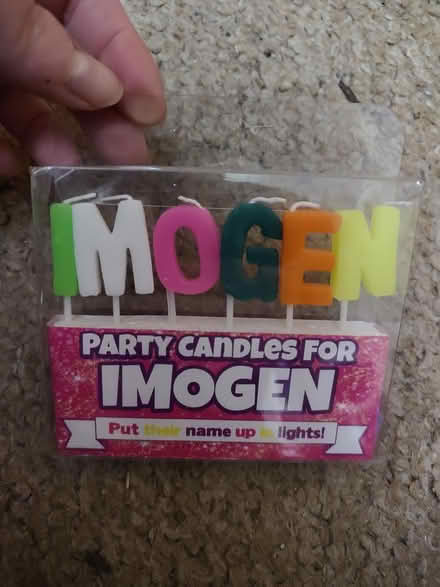 IMOGEN
PARTY CANDLES FOR
IMOGEN
Put their name up in lights!